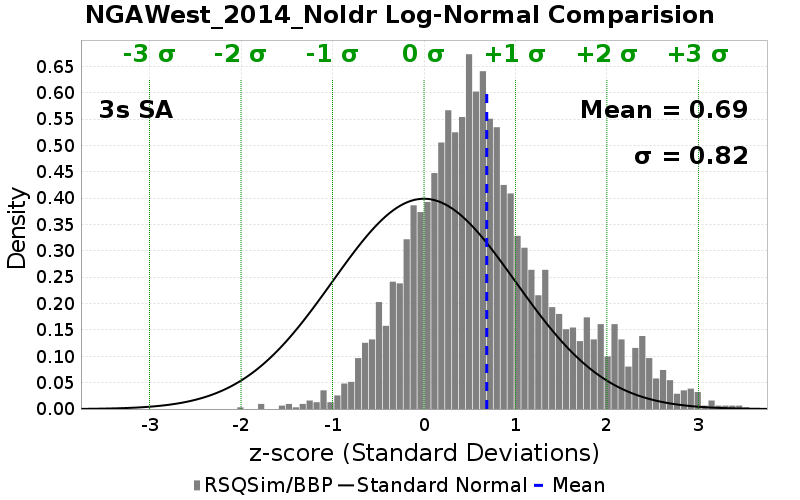 NGAWest_2014_NoIdr Log-Normal Comparision
-3 σ -2 σ -1 σ 0 σ +1 σ +2 σ +3 σ
3s SA
Mean = 0.69
σ = 0.82
Density
0.65
0.60
0.55
0.50
0.45
0.40
0.35
0.30
0.25
0.20
0.15
0.10
0.05
0.00
-3 -2 -1 0 1 2 3
z-score (Standard Deviations)
RSQSim/BBP Standard Normal Mean